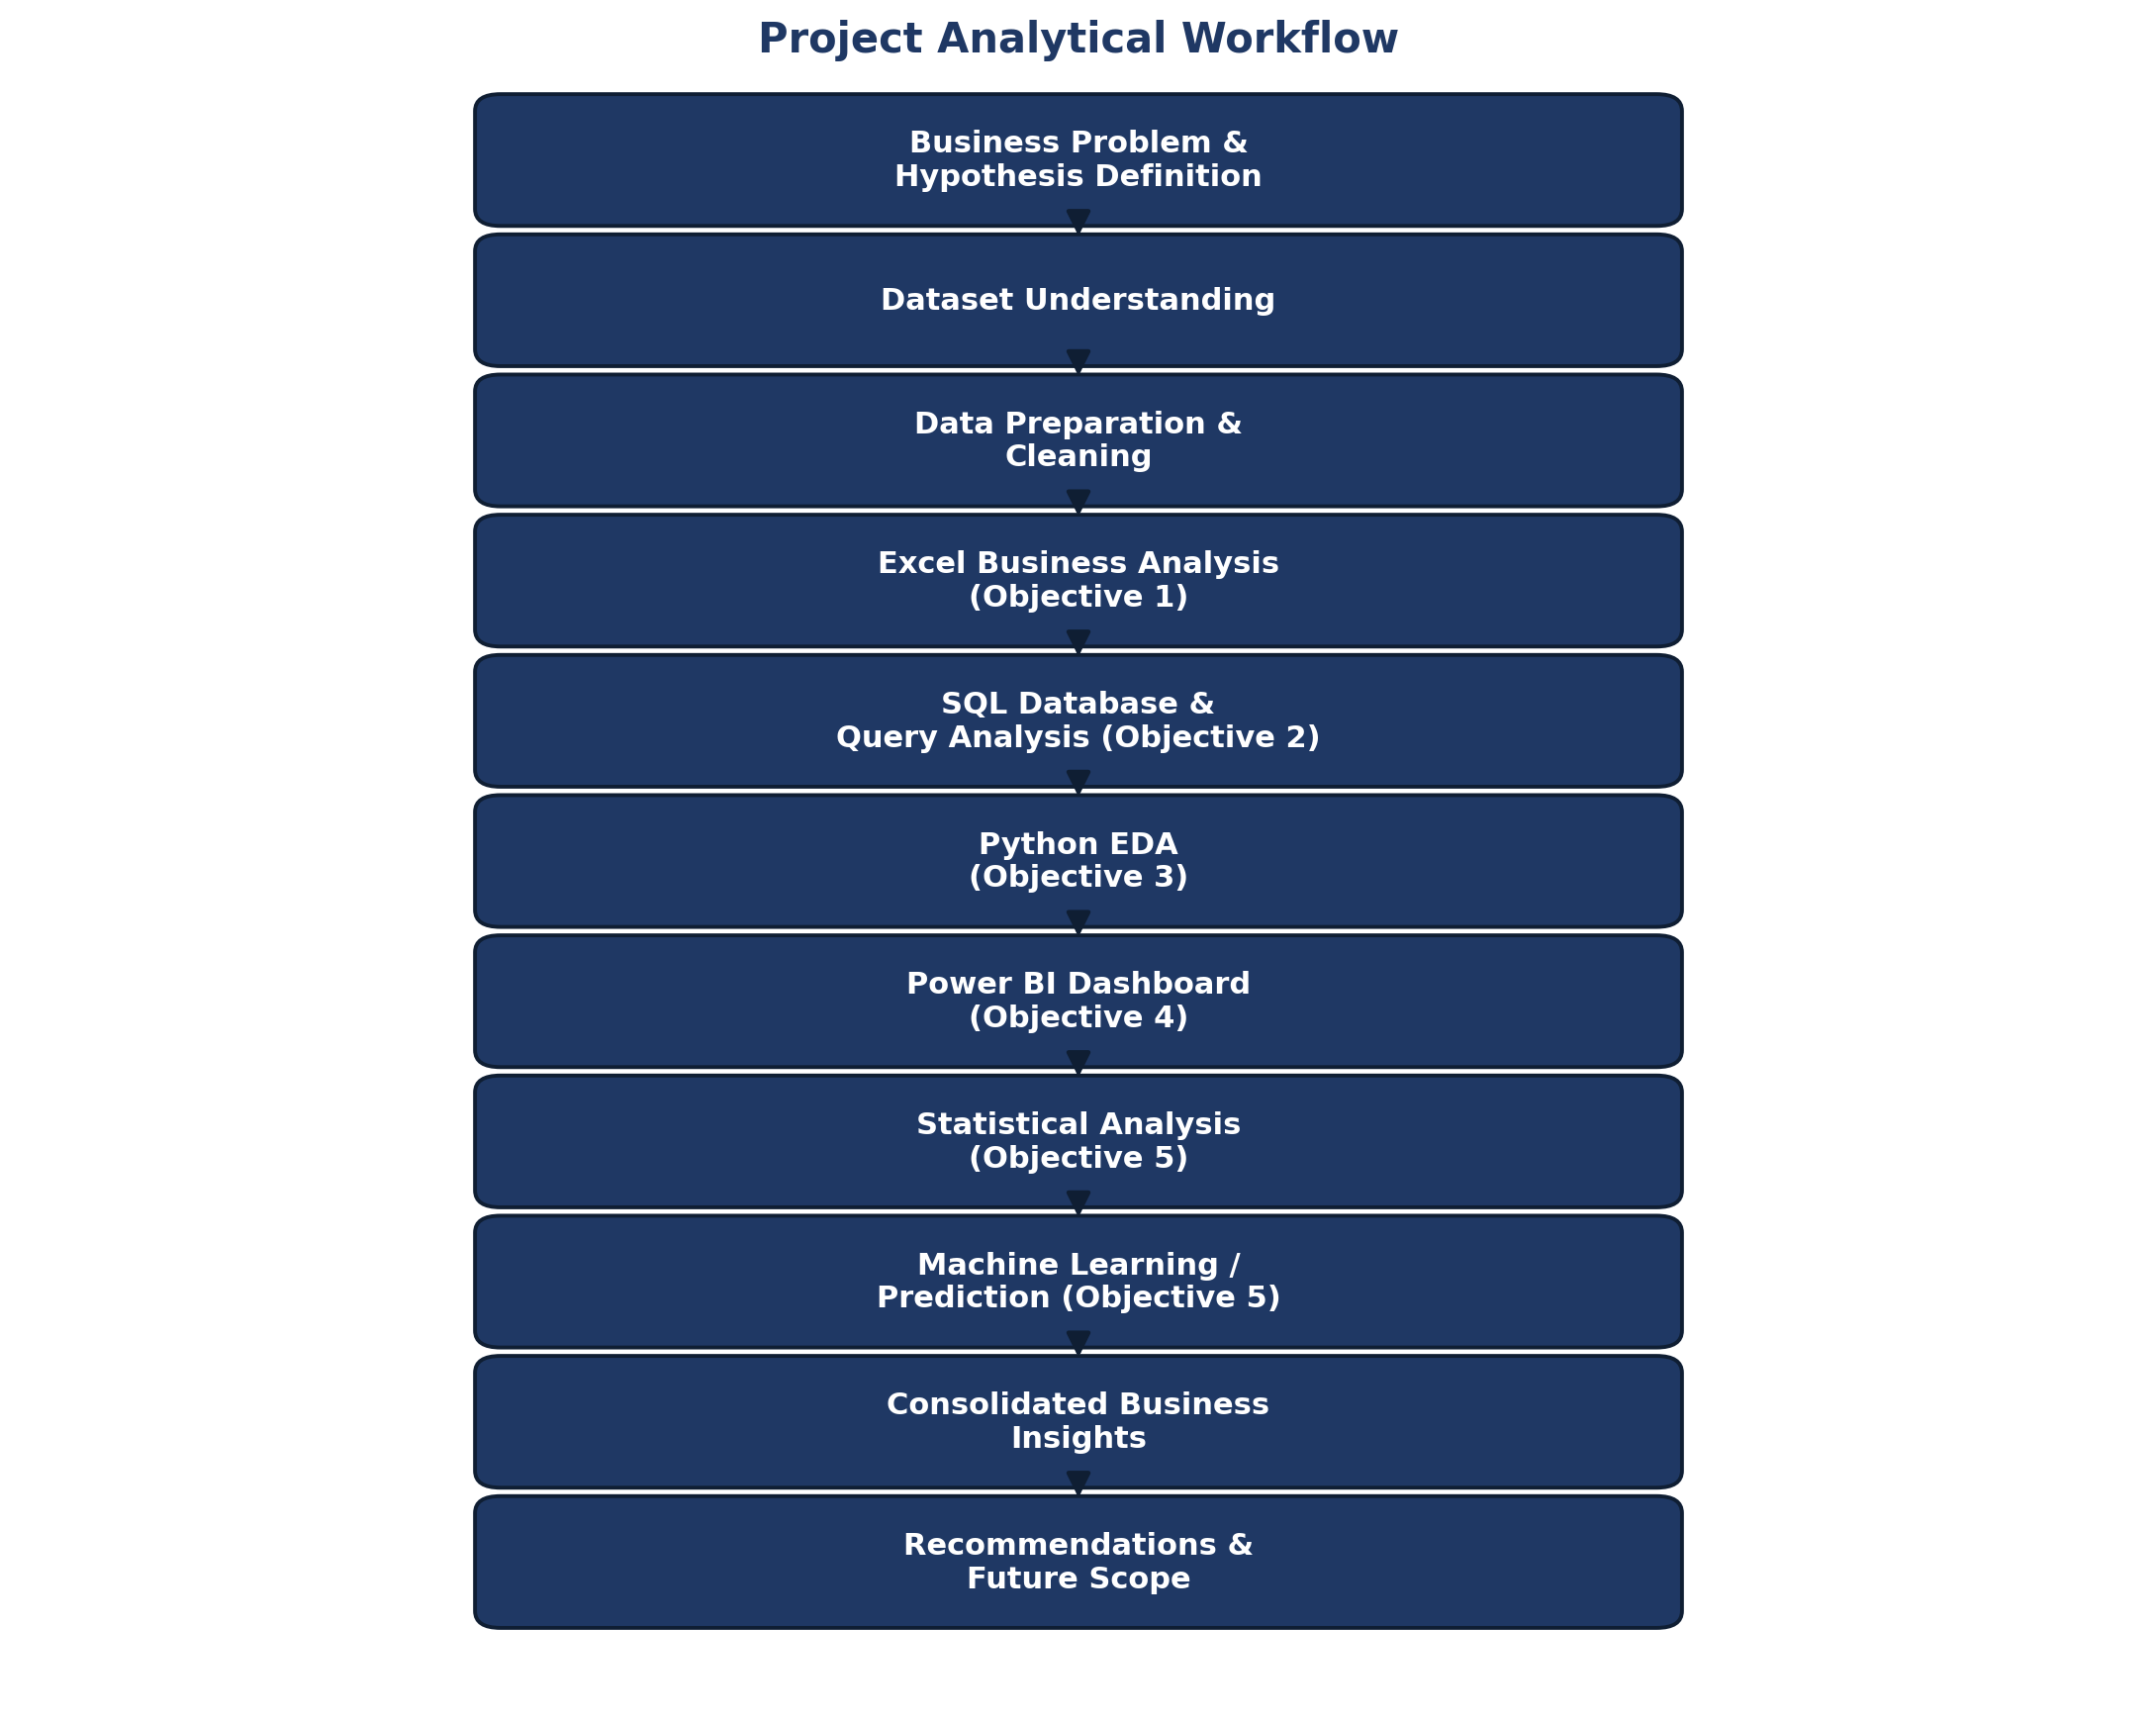 Project Analytical Workflow
Business Problem &
Hypothesis Definition
Dataset Understanding
Data Preparation &
Cleaning
Excel Business Analysis
(Objective 1)
SQL Database &
Query Analysis (Objective 2)
Python EDA
(Objective 3)
Power BI Dashboard
(Objective 4)
Statistical Analysis
(Objective 5)
Machine Learning /
Prediction (Objective 5)
Consolidated Business
Insights
Recommendations &
Future Scope